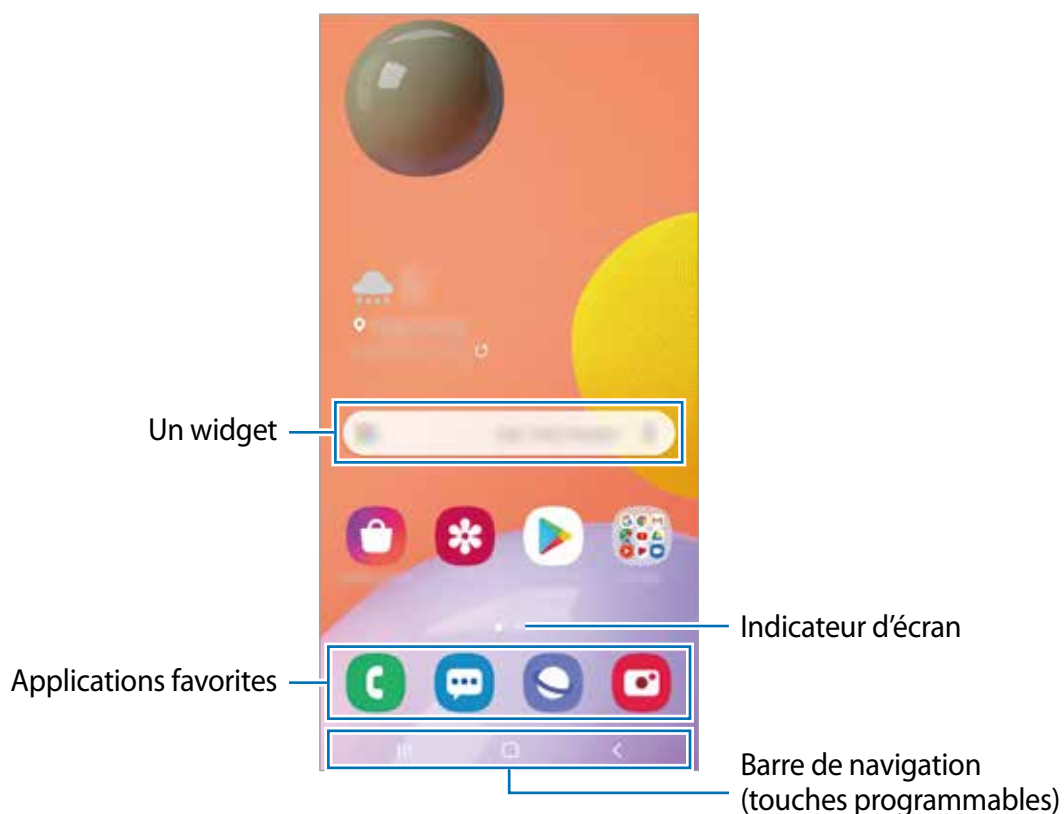 Un widget
Indicateur d'écran
Applications favorites
Barre de navigation
(touches programmables)